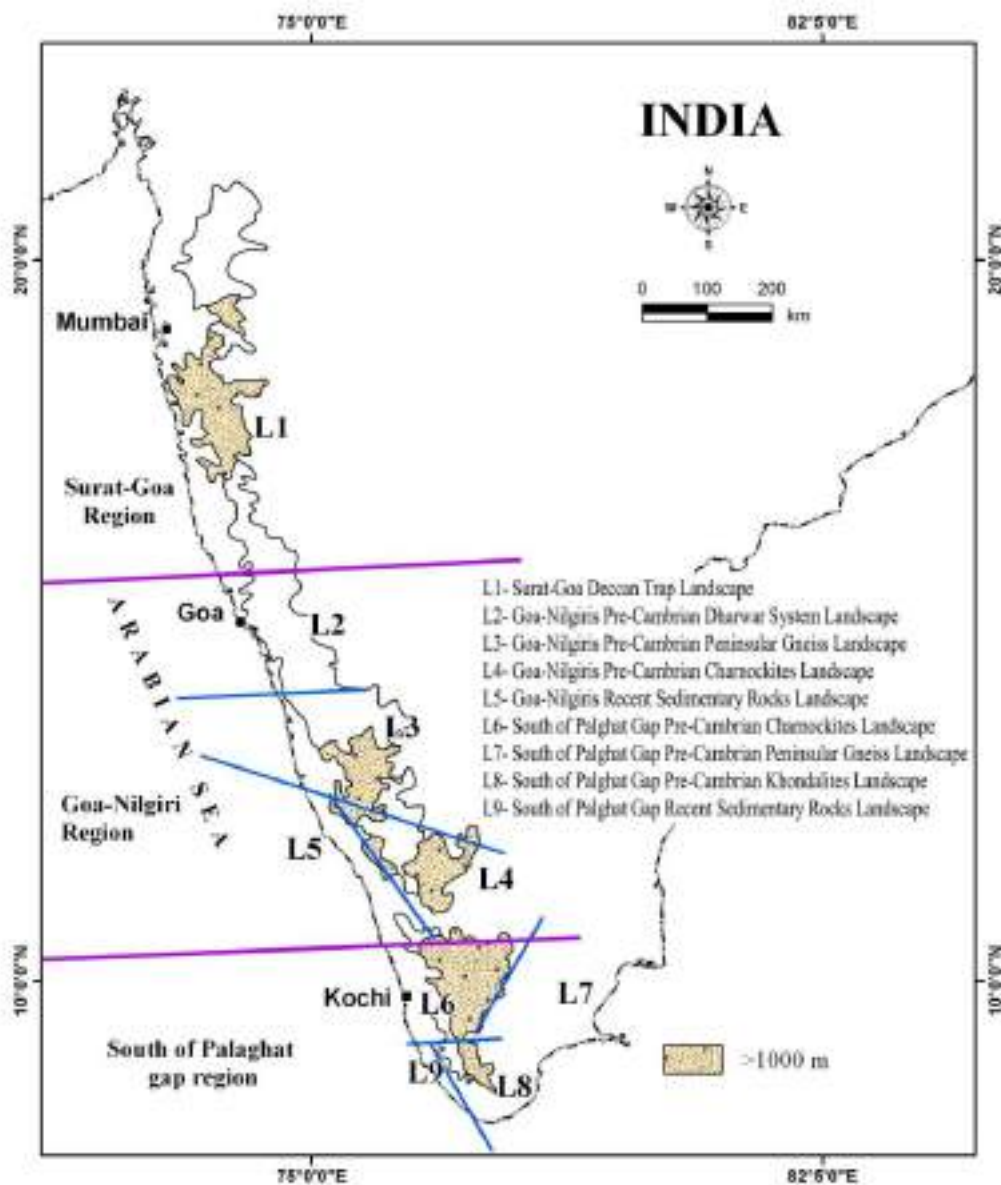 75°0'0"E 82°5'0"E
INDIA
N
W E
S
20°0'0"N 20°0'0"N
0 100 200
km
Mumbai
L1
Surat-Goa
Region
L1- Surat-Goa Deccan Trap Landscape
Goa
L2
L2- Goa-Nilgiris Pre-Cambrian Dharwar System Landscape
L3- Goa-Nilgiris Pre-Cambrian Peninsular Gneiss Landscape
L4- Goa-Nilgiris Pre-Cambrian Charnockites Landscape
L5- Goa-Nilgiris Recent Sedimentary Rocks Landscape
L6- South of Palghat Gap Pre-Cambrian Charnockites Landscape
L7- South of Palghat Gap Pre-Cambrian Peninsular Gneiss Landscape
L8- South of Palghat Gap Pre-Cambrian Khondalites Landscape
L9- South of Palghat Gap Recent Sedimentary Rocks Landscape
ARABIAN SEA
L3
Goa-Nilgiri
Region
L5
L4
Kochi
L6
L7
South of Palaghat
gap region
L9
L8
>1000 m
10°0'0"N 10°0'0"N
75°0'0"E 82°5'0"E